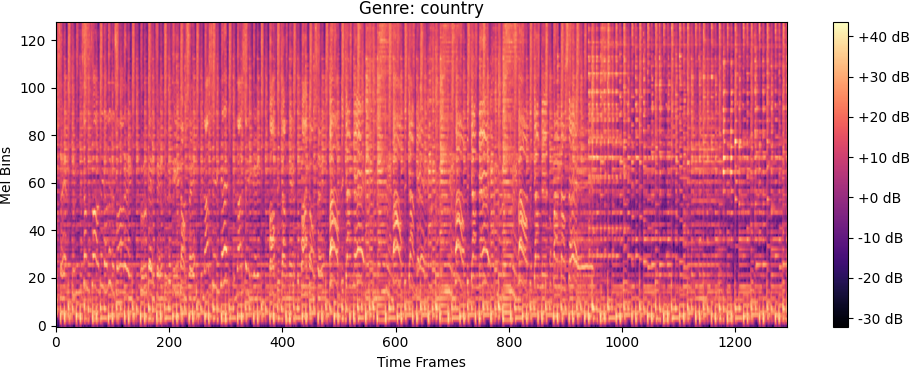 Genre: country
120
100
80
60
40
20
0
Mel Bins
0 200 400 600 800 1000 1200
Time Frames
+40 dB
+30 dB
+20 dB
+10 dB
+0 dB
-10 dB
-20 dB
-30 dB